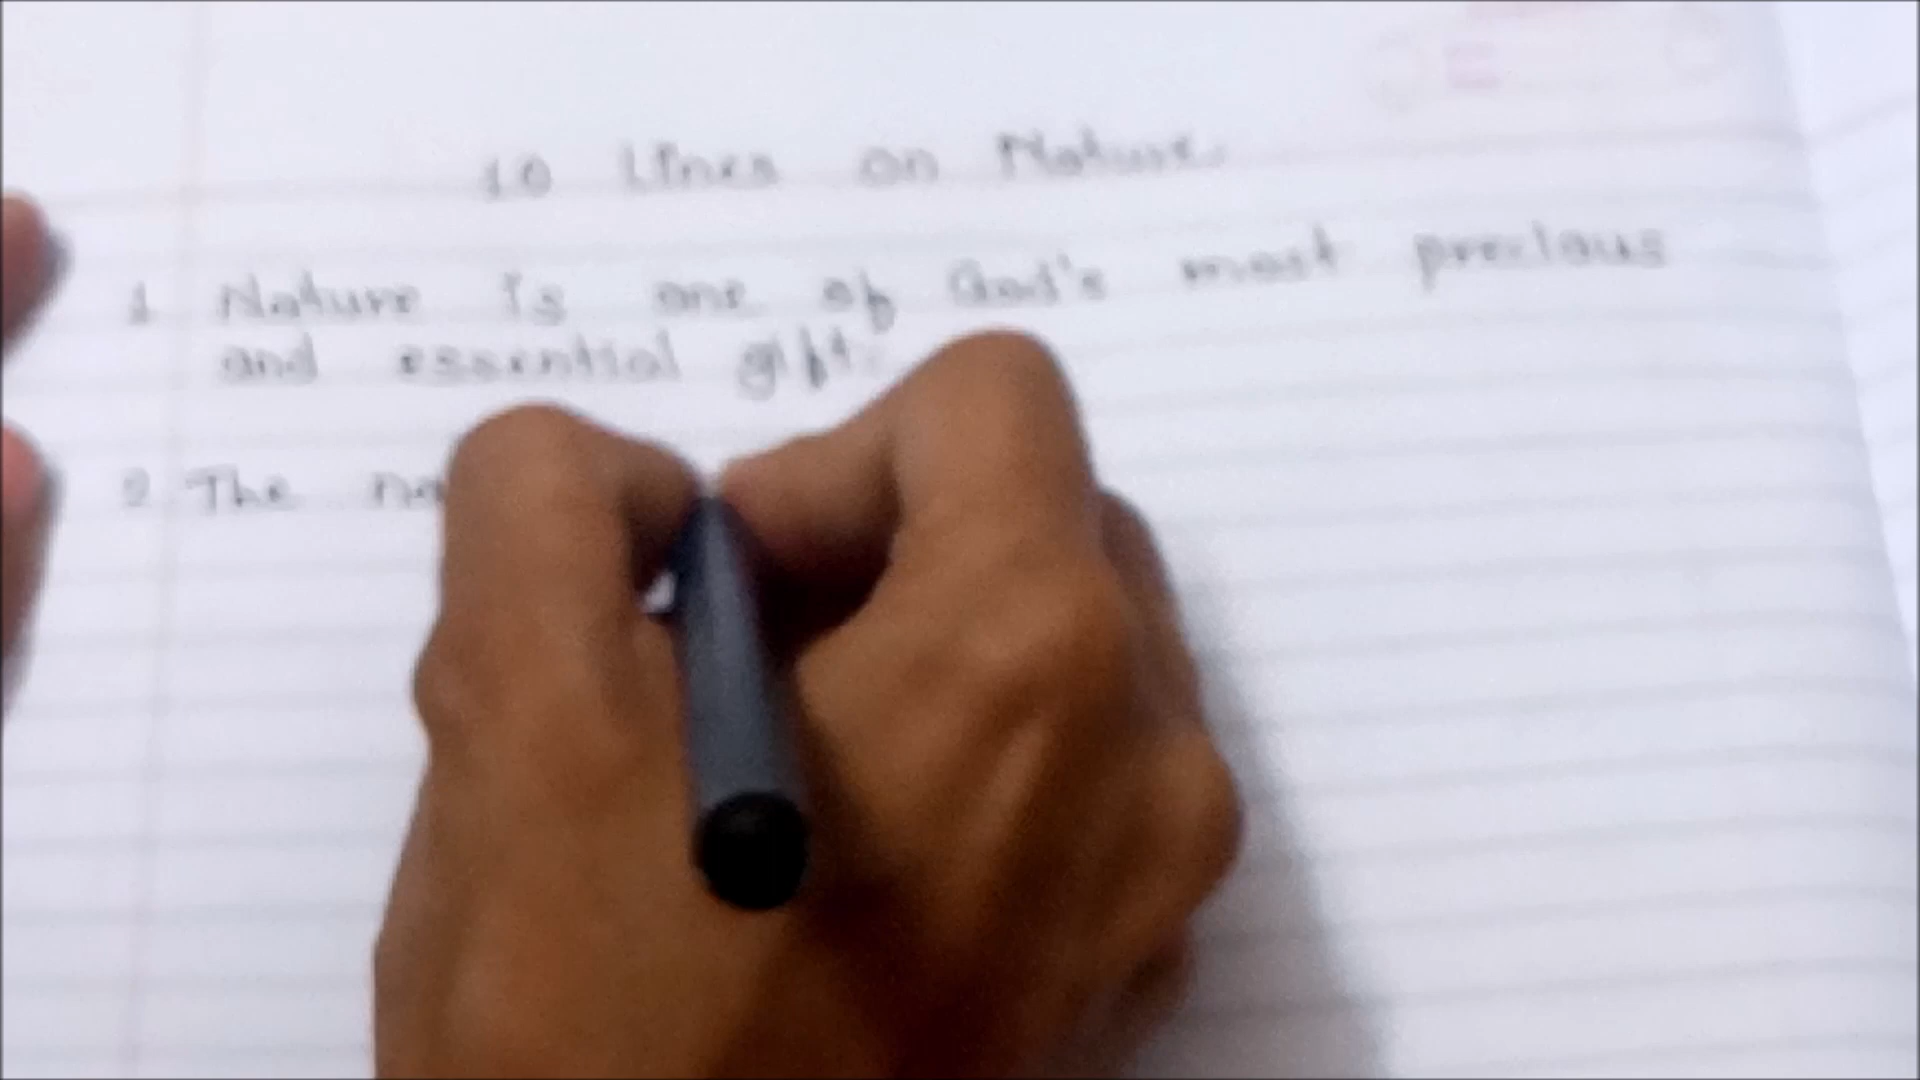 10 Lines on Nature.
1 Nature is one of God's most precious
and essential gift.
2 The